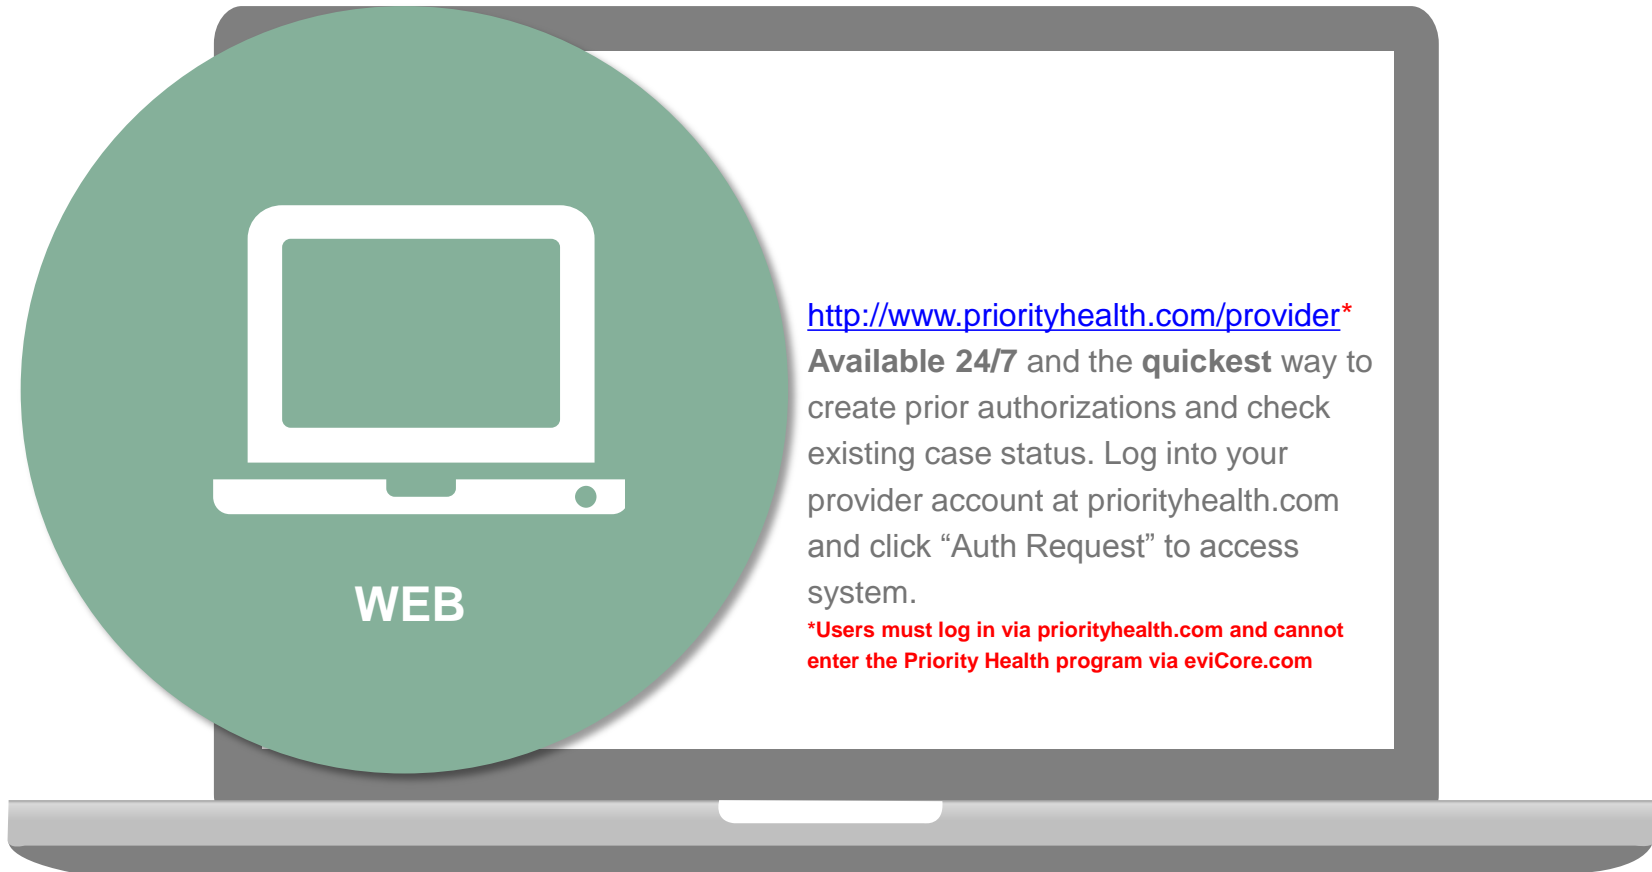 WEB
http://www.priorityhealth.com/provider*
Available 24/7 and the quickest way to
create prior authorizations and check
existing case status. Log into your
provider account at priorityhealth.com
and click “Auth Request” to access
system.
*Users must log in via priorityhealth.com and cannot
enter the Priority Health program via eviCore.com